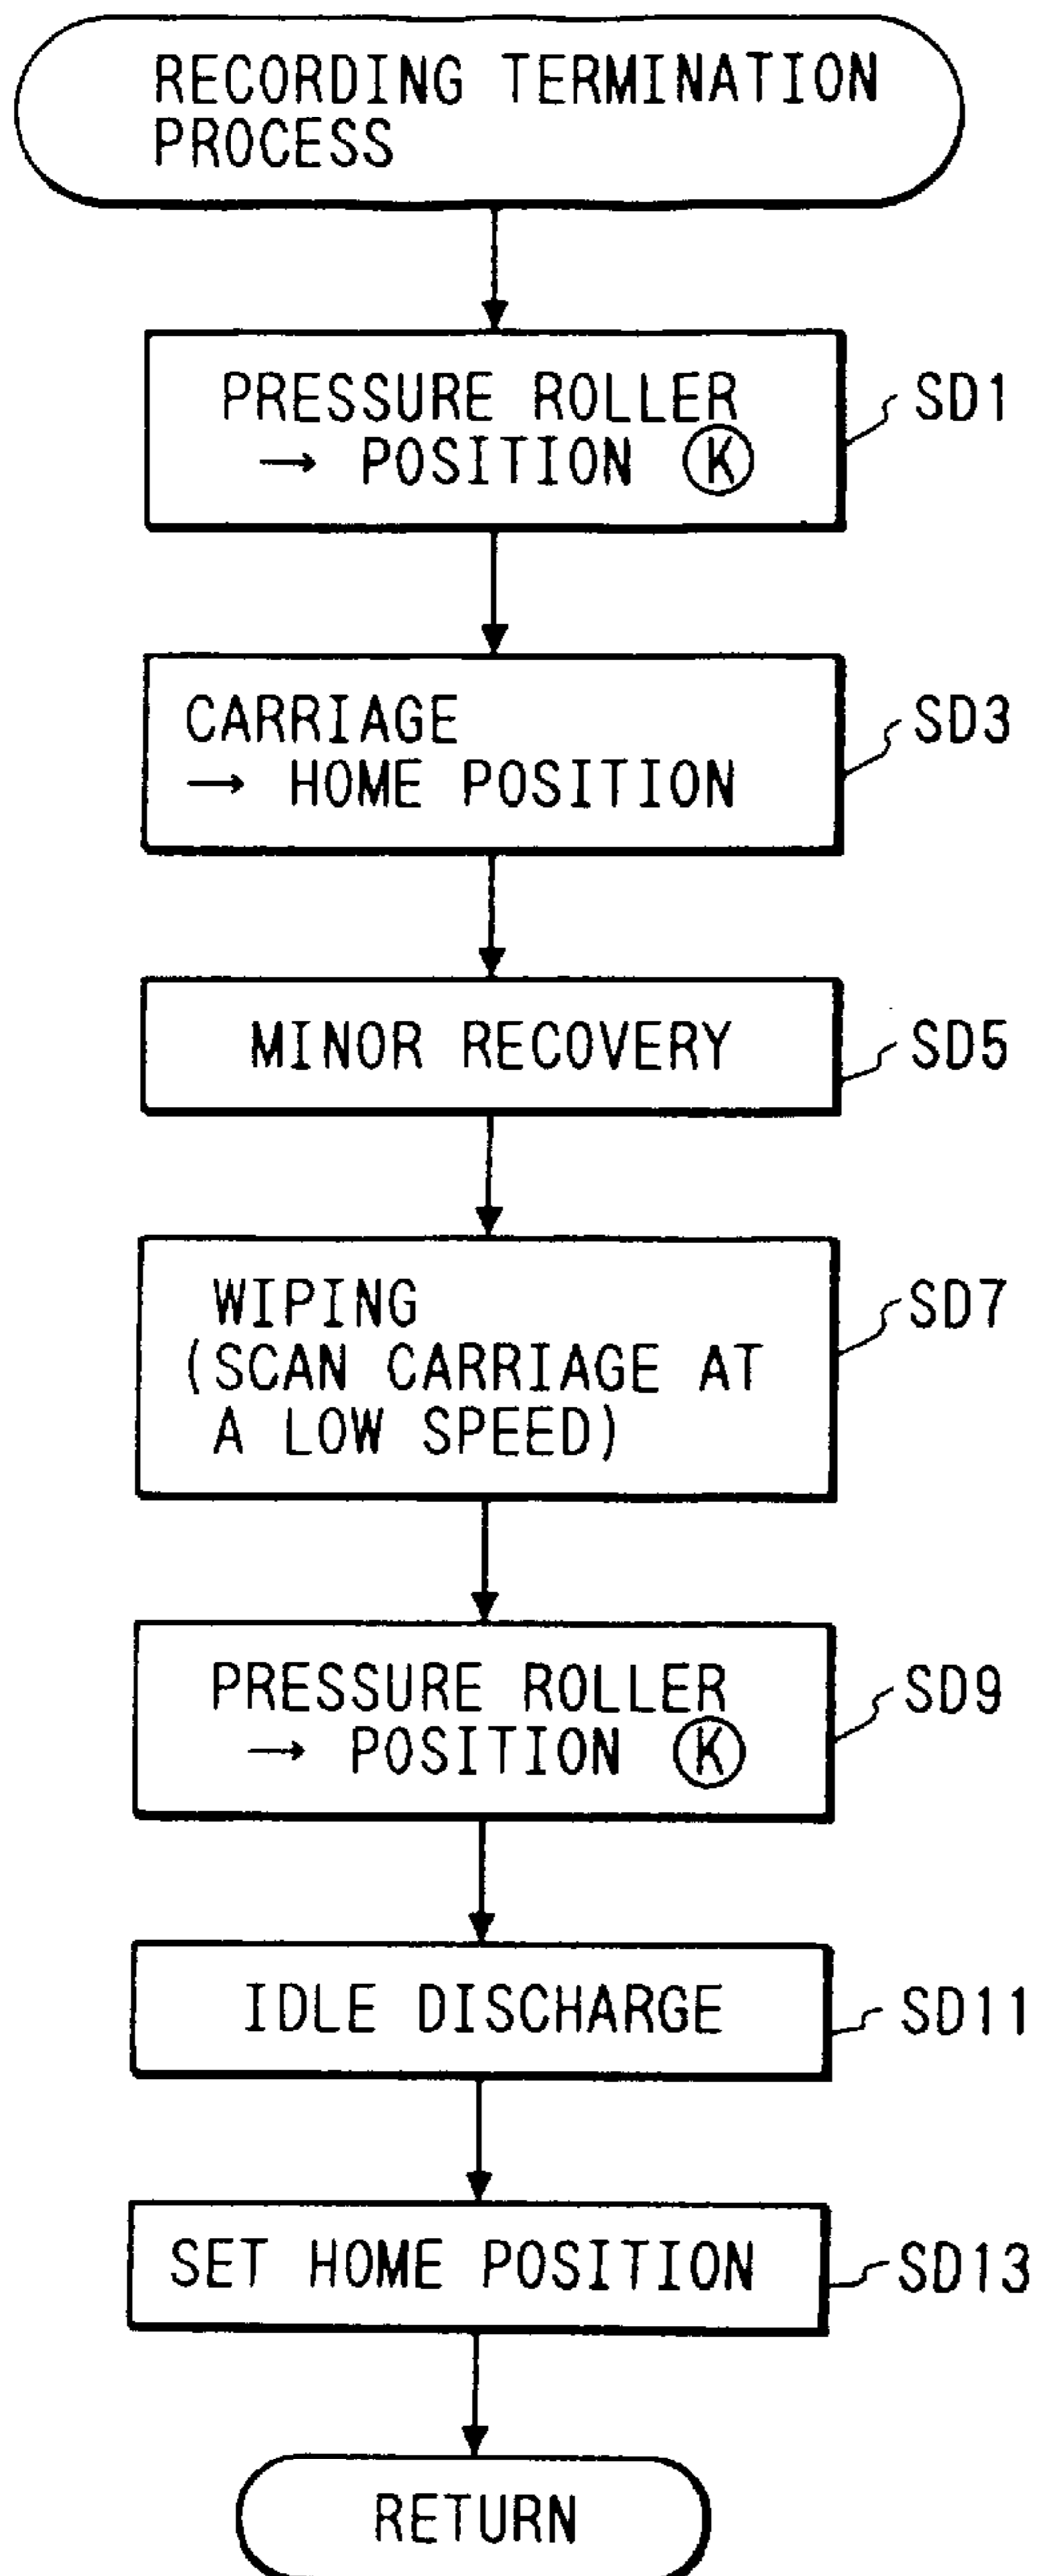 RECORDING TERMINATION
PROCESS
PRESSURE ROLLER
→ POSITION Ⓚ
SD1
CARRIAGE
→ HOME POSITION
SD3
MINOR RECOVERY
SD5
WIPING
(SCAN CARRIAGE AT
A LOW SPEED)
SD7
PRESSURE ROLLER
→ POSITION Ⓚ
SD9
IDLE DISCHARGE
SD11
SET HOME POSITION
SD13
RETURN